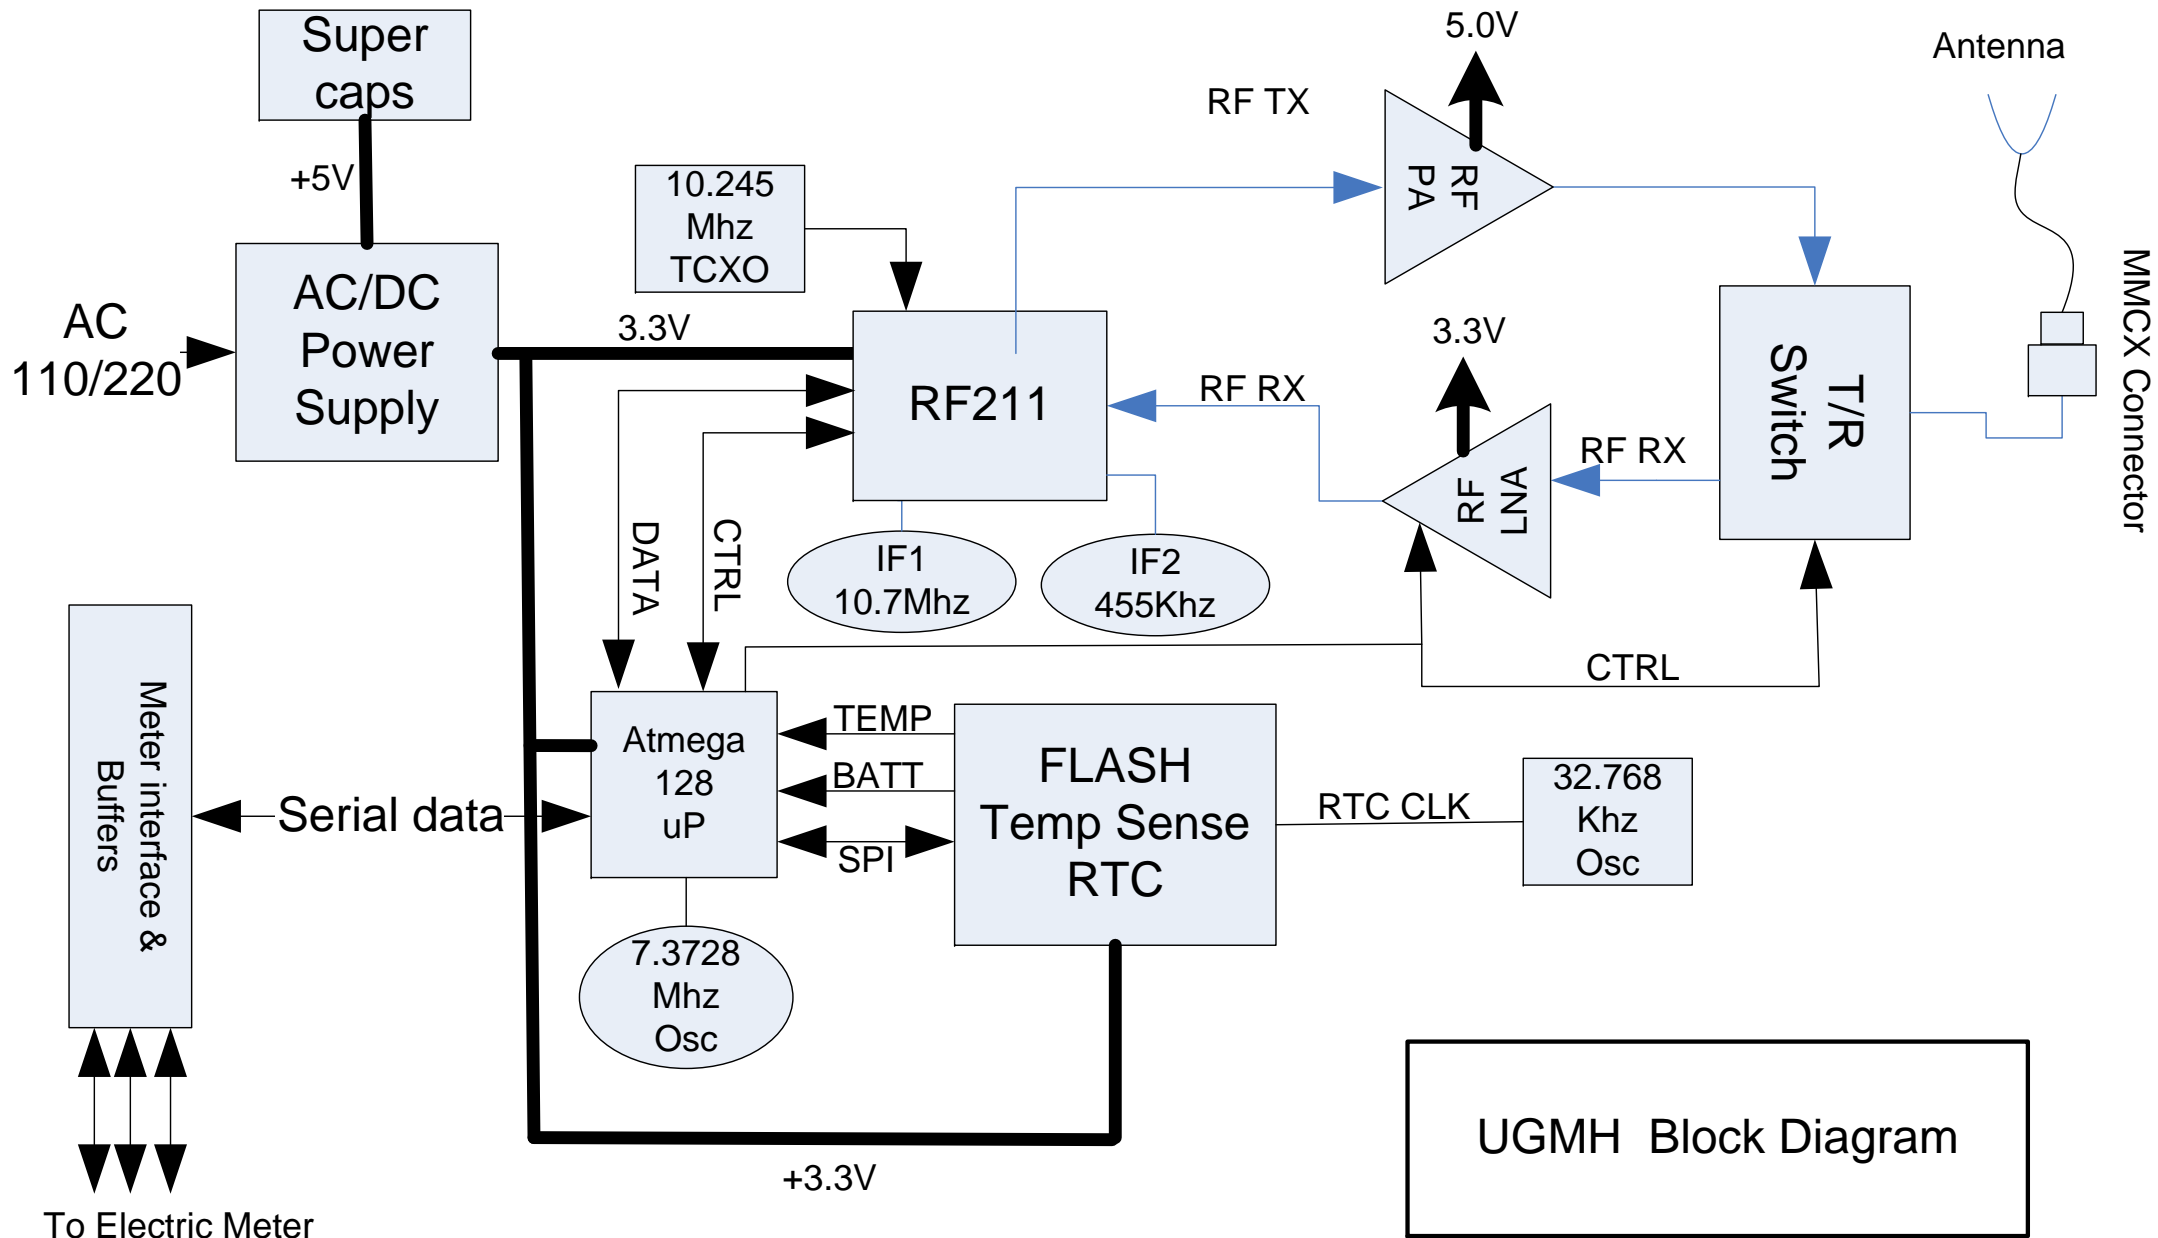 Super
caps
+5V
AC/DC
Power
Supply
AC
110/220
10.245
Mhz
TCXO
3.3V
RF211
RF TX
5.0V
RF
PA
Antenna
MMCX Connector
T/R
Switch
3.3V
RF RX
RF
LNA
RF RX
IF1
10.7Mhz
IF2
455Khz
DATA
CTRL
CTRL
Meter interface &
Buffers
Serial data
Atmega
128
uP
TEMP
BATT
SPI
FLASH
Temp Sense
RTC
RTC CLK
32.768
Khz
Osc
7.3728
Mhz
Osc
+3.3V
To Electric Meter
UGMH  Block Diagram